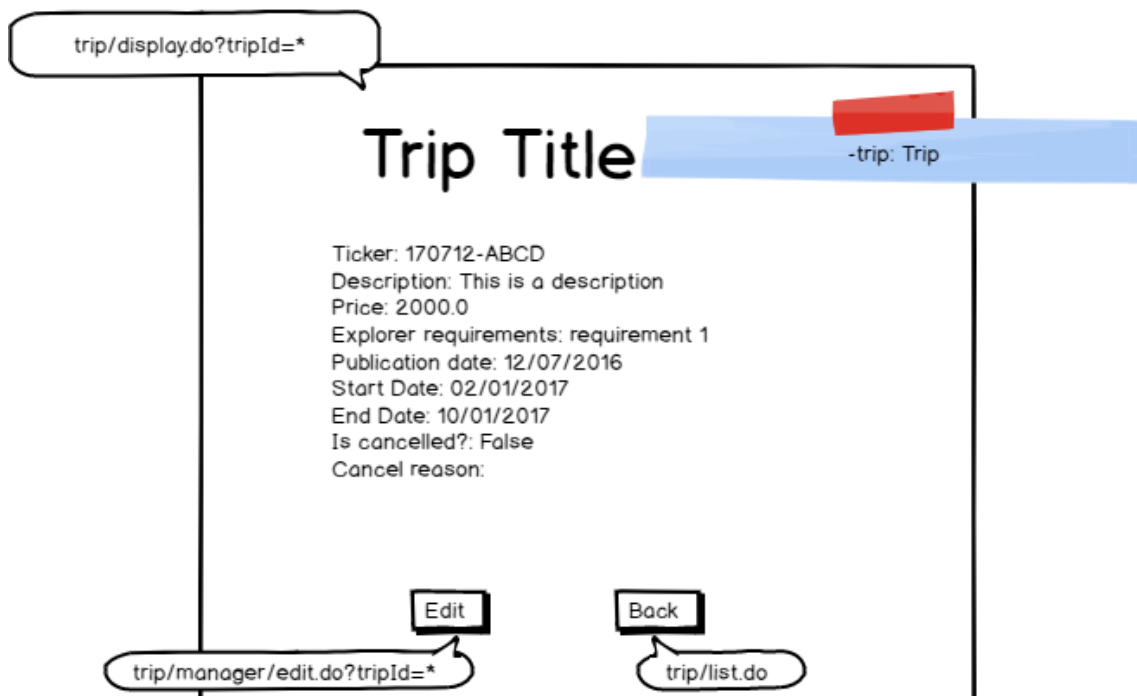 trip/display.do?tripId=*
Trip Title
-trip: Trip
Ticker: 170712-ABCD
Description: This is a description
Price: 2000.0
Explorer requirements: requirement 1
Publication date: 12/07/2016
Start Date: 02/01/2017
End Date: 10/01/2017
Is cancelled?: False
Cancel reason:
Edit
Back
trip/manager/edit.do?tripId=*
trip/list.do